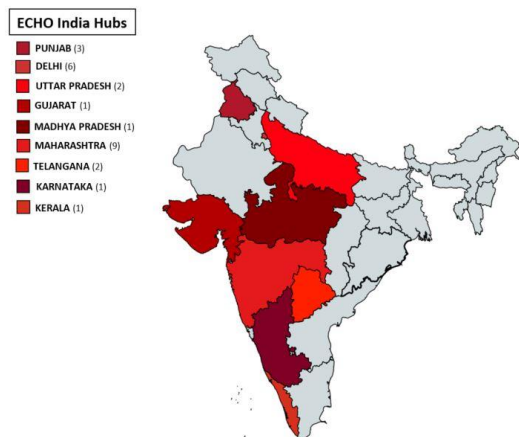 ECHO India Hubs
PUNJAB (3)
DELHI (6)
UTTAR PRADESH (2)
GUJARAT (1)
MADHYA PRADESH (1)
MAHARASHTRA (9)
TELANGANA (2)
KARNATAKA (1)
KERALA (1)